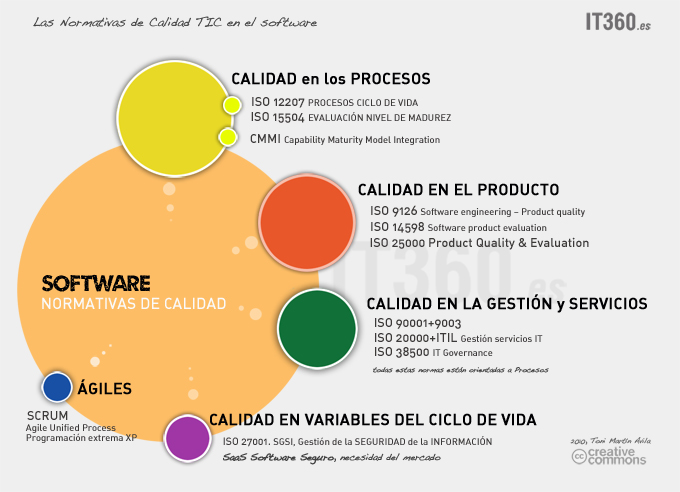 Las Normativas de Calidad TIC en el software
IT360.es
CALIDAD en los PROCESOS
ISO 12207 PROCESOS CICLO DE VIDA
ISO 15504 EVALUACIÓN NIVEL DE MADUREZ
CMMI Capability Maturity Model Integration
CALIDAD EN EL PRODUCTO
ISO 9126 Software engineering – Product quality
ISO 14598 Software product evaluation
ISO 25000 Product Quality & Evaluation
IT360.es
SOFTWARE
NORMATIVAS DE CALIDAD
CALIDAD EN LA GESTIÓN y SERVICIOS
ISO 90001+9003
ISO 20000+ITIL Gestión servicios IT
ISO 38500 IT Governance
todas estas normas están orientadas a Procesos
ÁGILES
SCRUM
Agile Unified Process
Programación extrema XP
CALIDAD EN VARIABLES DEL CICLO DE VIDA
ISO 27001. SGSI, Gestión de la SEGURIDAD de la INFORMACIÓN
SaaS Software Seguro, necesidad del mercado
2010, Toni Martín Ávila
cc creative
commons